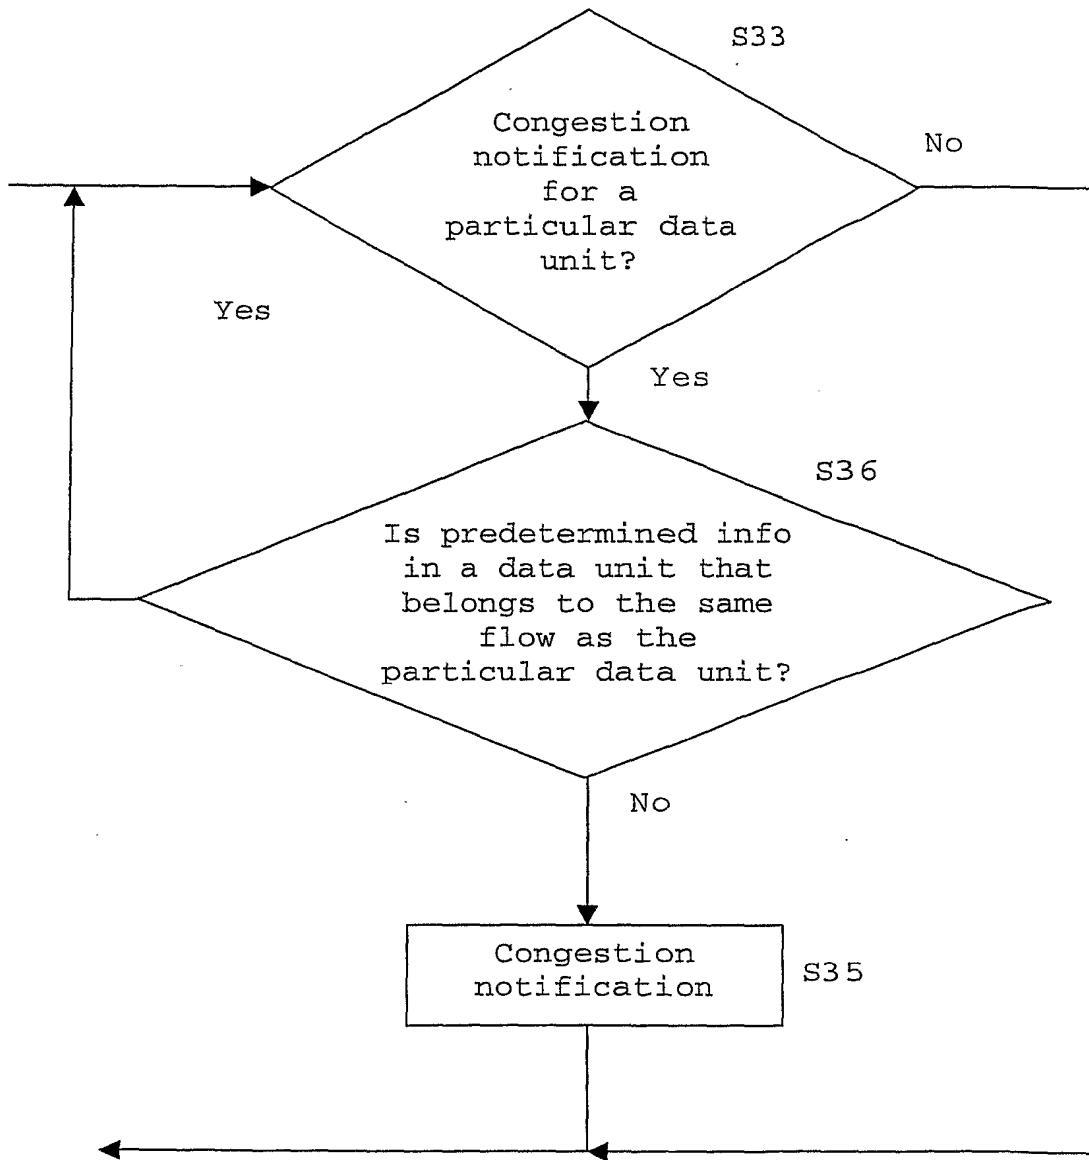 S33
Congestion
notification
for a
particular data
unit?
No
Yes
Yes
S36
Is predetermined info
in a data unit that
belongs to the same
flow as the
particular data unit?
No
Congestion
notification
S35